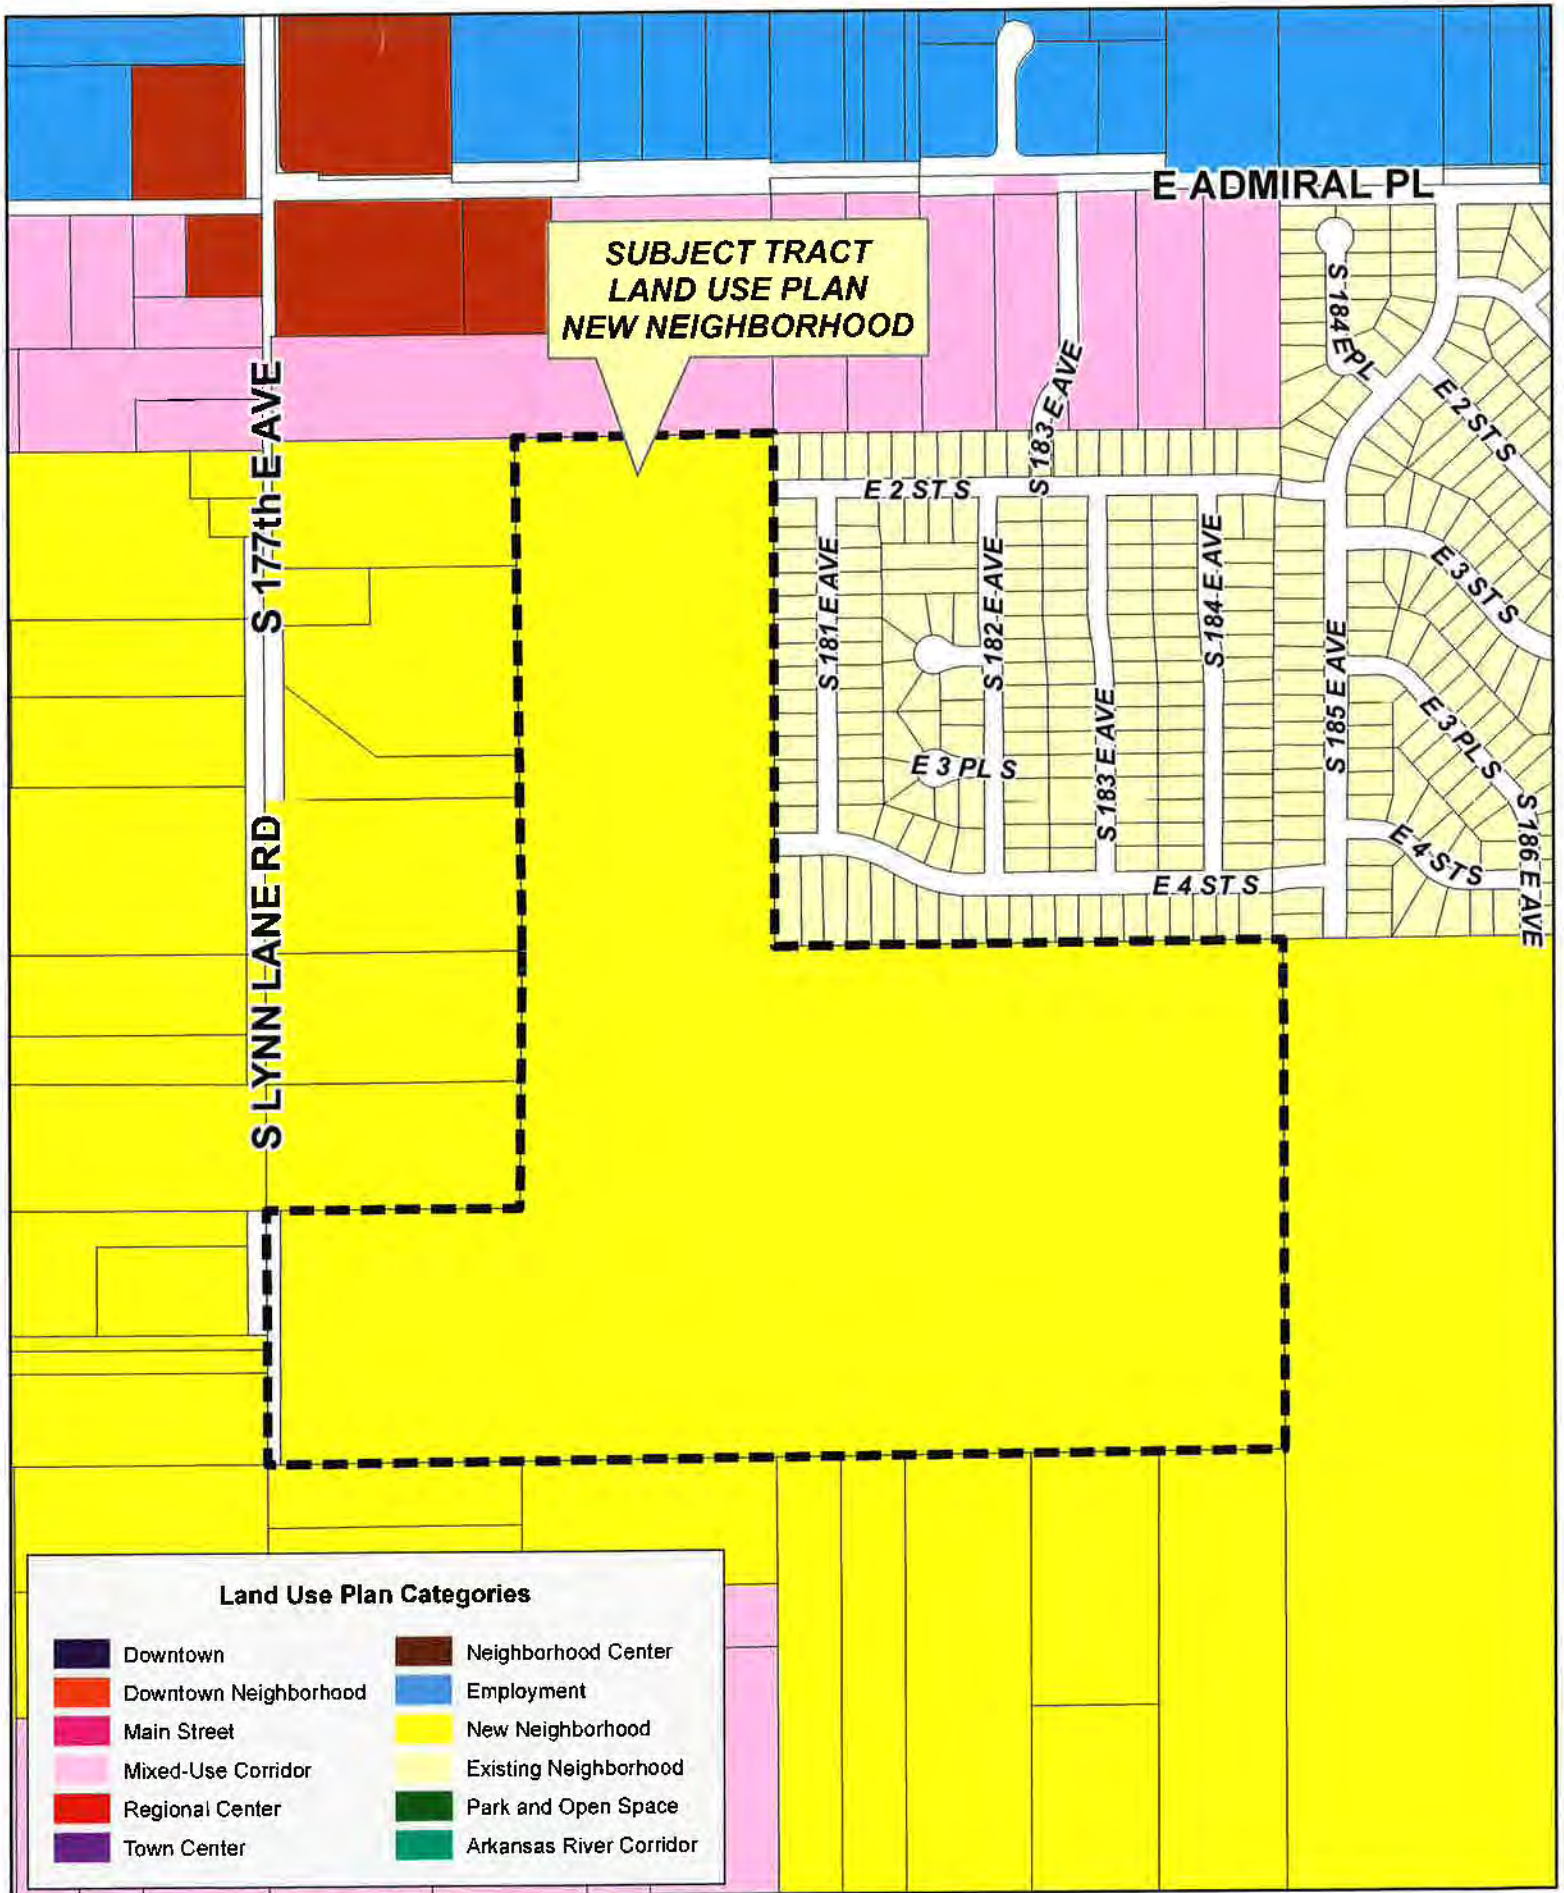 E ADMIRAL PL
SUBJECT TRACT
LAND USE PLAN
NEW NEIGHBORHOOD
S 184 E PL
S 183 E AVE
S 177th E AVE
E 2 ST S
E 2 ST S
S 181 E AVE
S 182 E AVE
S 184 E AVE
E 3 ST S
S 185 E AVE
E 3 PL S
S 183 E AVE
E 3 PL S
S LYNN LANE RD
E 4 ST S
S 186 E AVE
E 4 ST S
Land Use Plan Categories
Downtown
Downtown Neighborhood
Main Street
Mixed-Use Corridor
Regional Center
Town Center
Neighborhood Center
Employment
New Neighborhood
Existing Neighborhood
Park and Open Space
Arkansas River Corridor